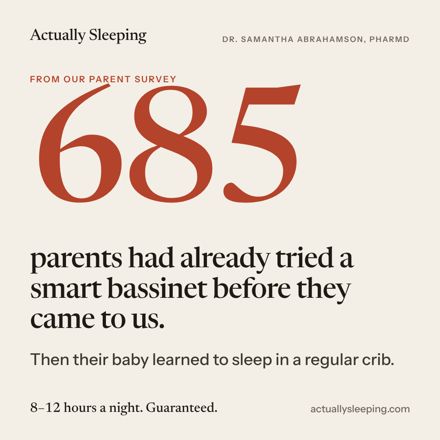 Actually Sleeping
DR. SAMANTHA ABRAHAMSON, PHARMD
FROM OUR PARENT SURVEY
685
parents had already tried a
smart bassinet before they
came to us.
Then their baby learned to sleep in a regular crib.
8–12 hours a night. Guaranteed.
actuallysleeping.com